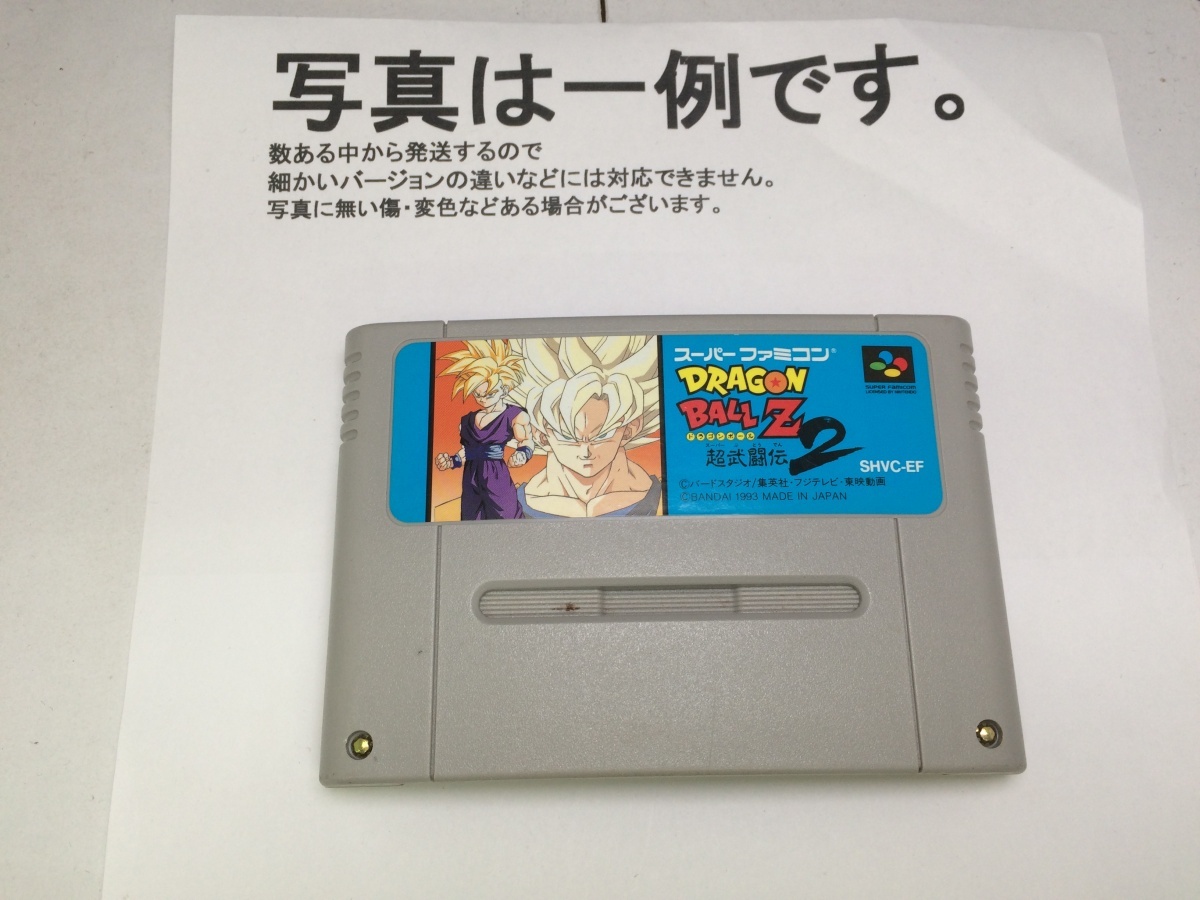 写真は一例です。
数ある中から発送するので
細かいバージョンの違いなどには対応できません。
写真に無い傷・変色などある場合がございます。
スーパーファミコン®
DRAGON
BALL Z
ドラゴンボール
超武闘伝2
SUPER FAMICOM
LICENSED BY NINTENDO
SHVC-EF
©バードスタジオ/集英社・フジテレビ・東映動画
©BANDAI 1993 MADE IN JAPAN